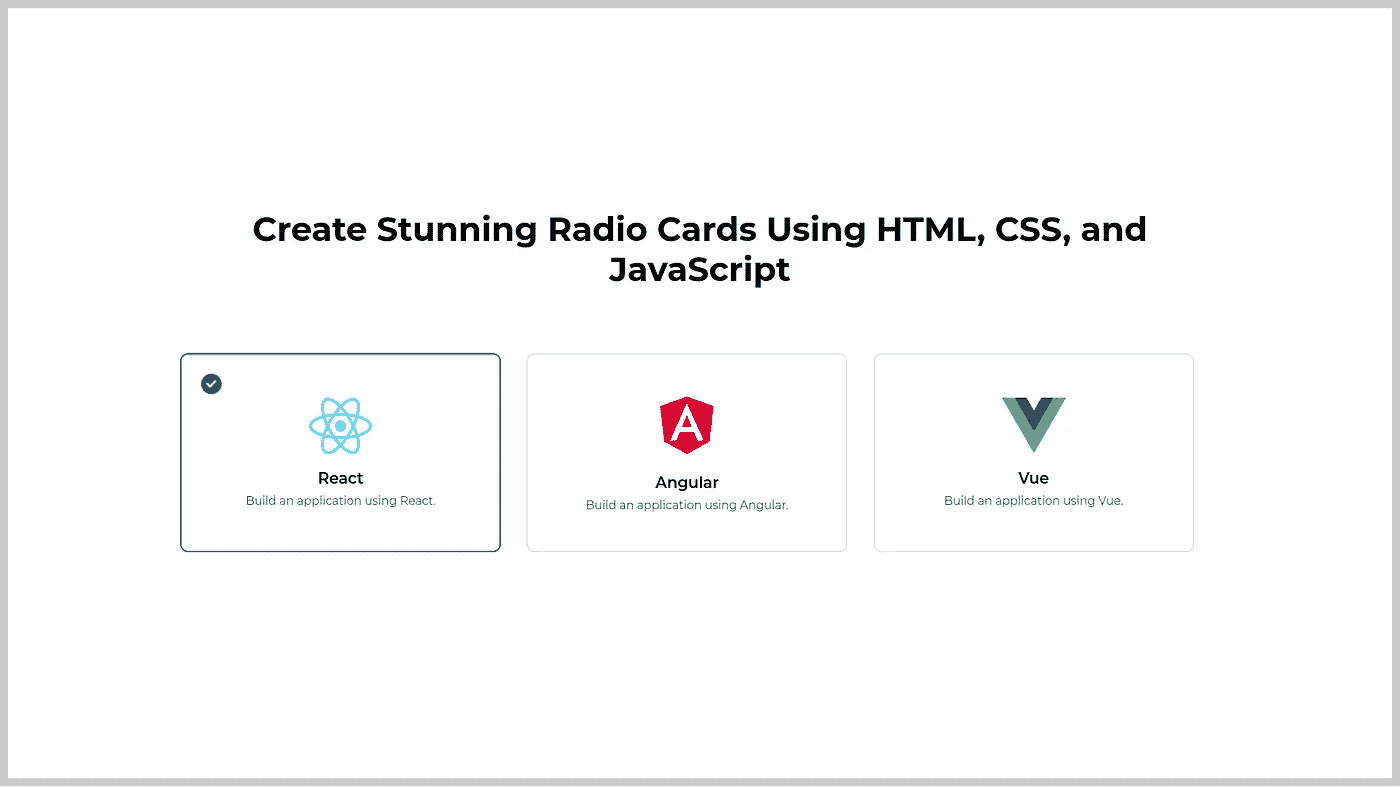 Create Stunning Radio Cards Using HTML, CSS, and
JavaScript
React
Build an application using React.
A
Angular
Build an application using Angular.
Vue
Build an application using Vue.